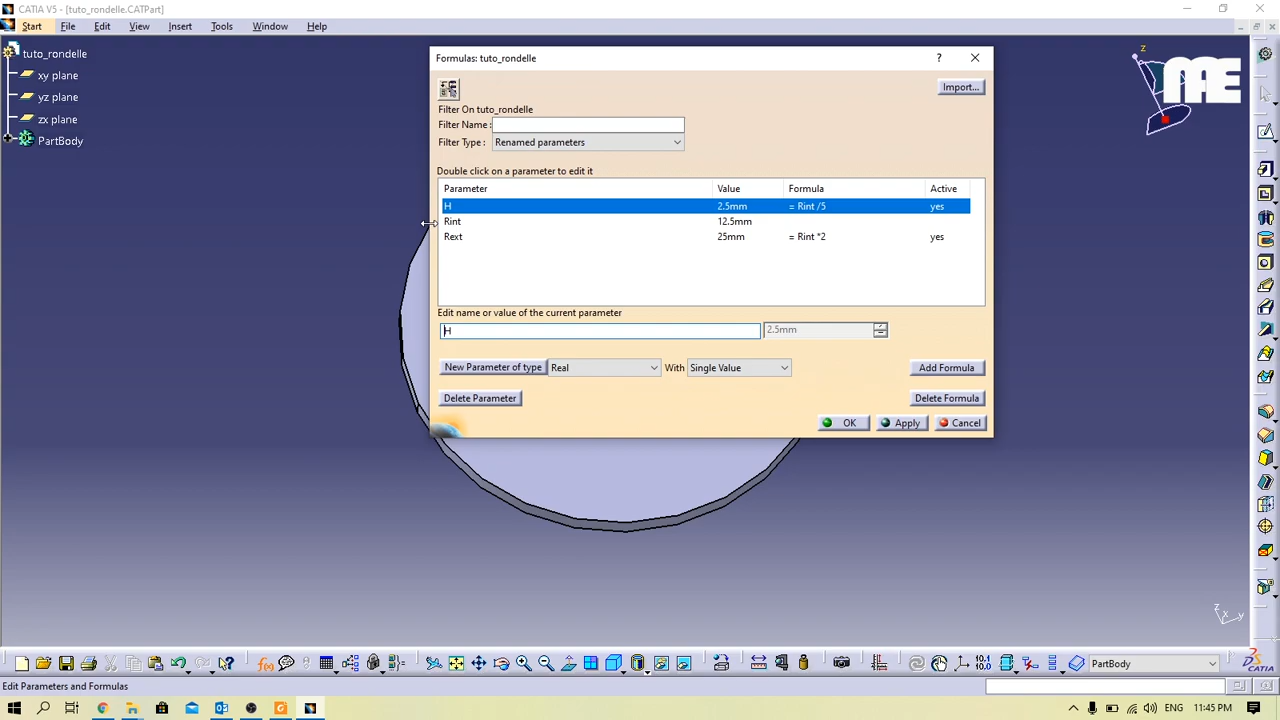 CATIA V5 - [tuto_rondelle.CATPart]
Start File Edit View Insert Tools Window Help
tuto_rondelle
xy plane
yz plane
zx plane
PartBody
Formulas: tuto_rondelle
?
Import...
Filter On tuto_rondelle
Filter Name :
Filter Type : Renamed parameters
Double click on a parameter to edit it
Parameter Value Formula Active
H 2.5mm = Rint /5 yes
Rint 12.5mm
Rext 25mm = Rint *2 yes
Edit name or value of the current parameter
H 2.5mm
New Parameter of type Real With Single Value Add Formula
Delete Parameter Delete Formula
OK Apply Cancel
z
z x y
f(x) 10.0 PartBody
CATIA
Edit Parameters and Formulas
ENG 11:45 PM